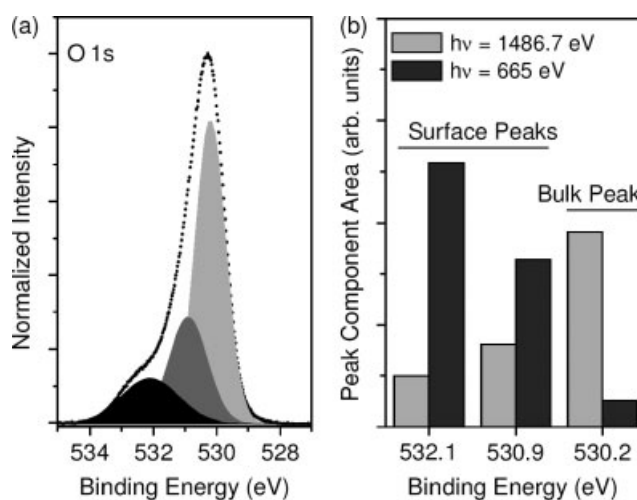 (a)
O 1s
Normalized Intensity
534 532 530 528
Binding Energy (eV)
(b)
hν = 1486.7 eV
hν = 665 eV
Surface Peaks
Bulk Peak
Peak Component Area (arb. units)
532.1 530.9 530.2
Binding Energy (eV)